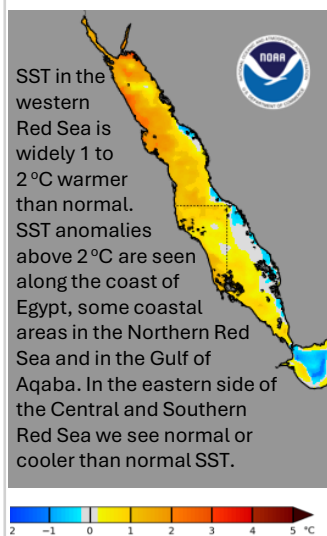 NOAA
SST in the
western
Red Sea is
widely 1 to
2 °C warmer
than normal.
SST anomalies
above 2 °C are seen
along the coast of
Egypt, some coastal
areas in the Northern Red
Sea and in the Gulf of
Aqaba. In the eastern side of
the Central and Southern
Red Sea we see normal or
cooler than normal SST.
2 −1 0 1 2 3 4 5 °C